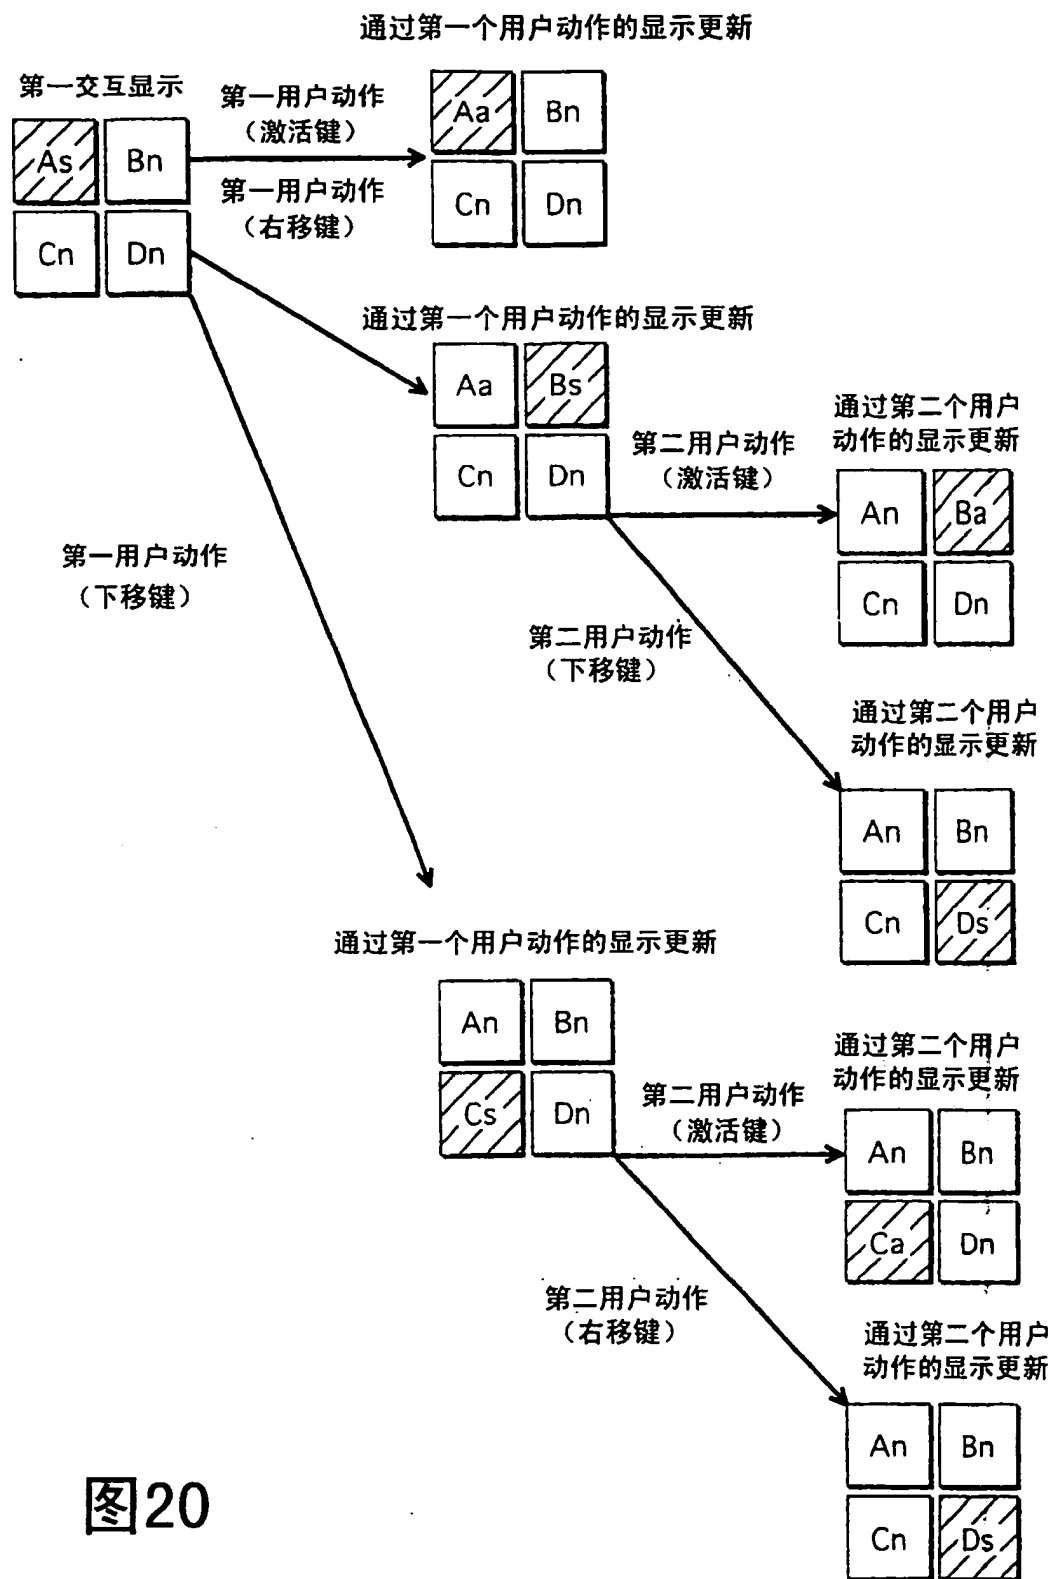 通过第一个用户动作的显示更新
第一交互显示
第一用户动作
（激活键）
第一用户动作
（右移键）
As Bn
Cn Dn
Aa Bn
Cn Dn
通过第一个用户动作的显示更新
Aa Bs
Cn Dn
第二用户动作
（激活键）
通过第二个用户
动作的显示更新
An Ba
Cn Dn
第一用户动作
（下移键）
第二用户动作
（下移键）
通过第二个用户
动作的显示更新
An Bn
Cn Ds
通过第一个用户动作的显示更新
An Bn
Cs Dn
第二用户动作
（激活键）
通过第二个用户
动作的显示更新
An Bn
Ca Dn
第二用户动作
（右移键）
通过第二个用户
动作的显示更新
An Bn
Cn Ds
图20